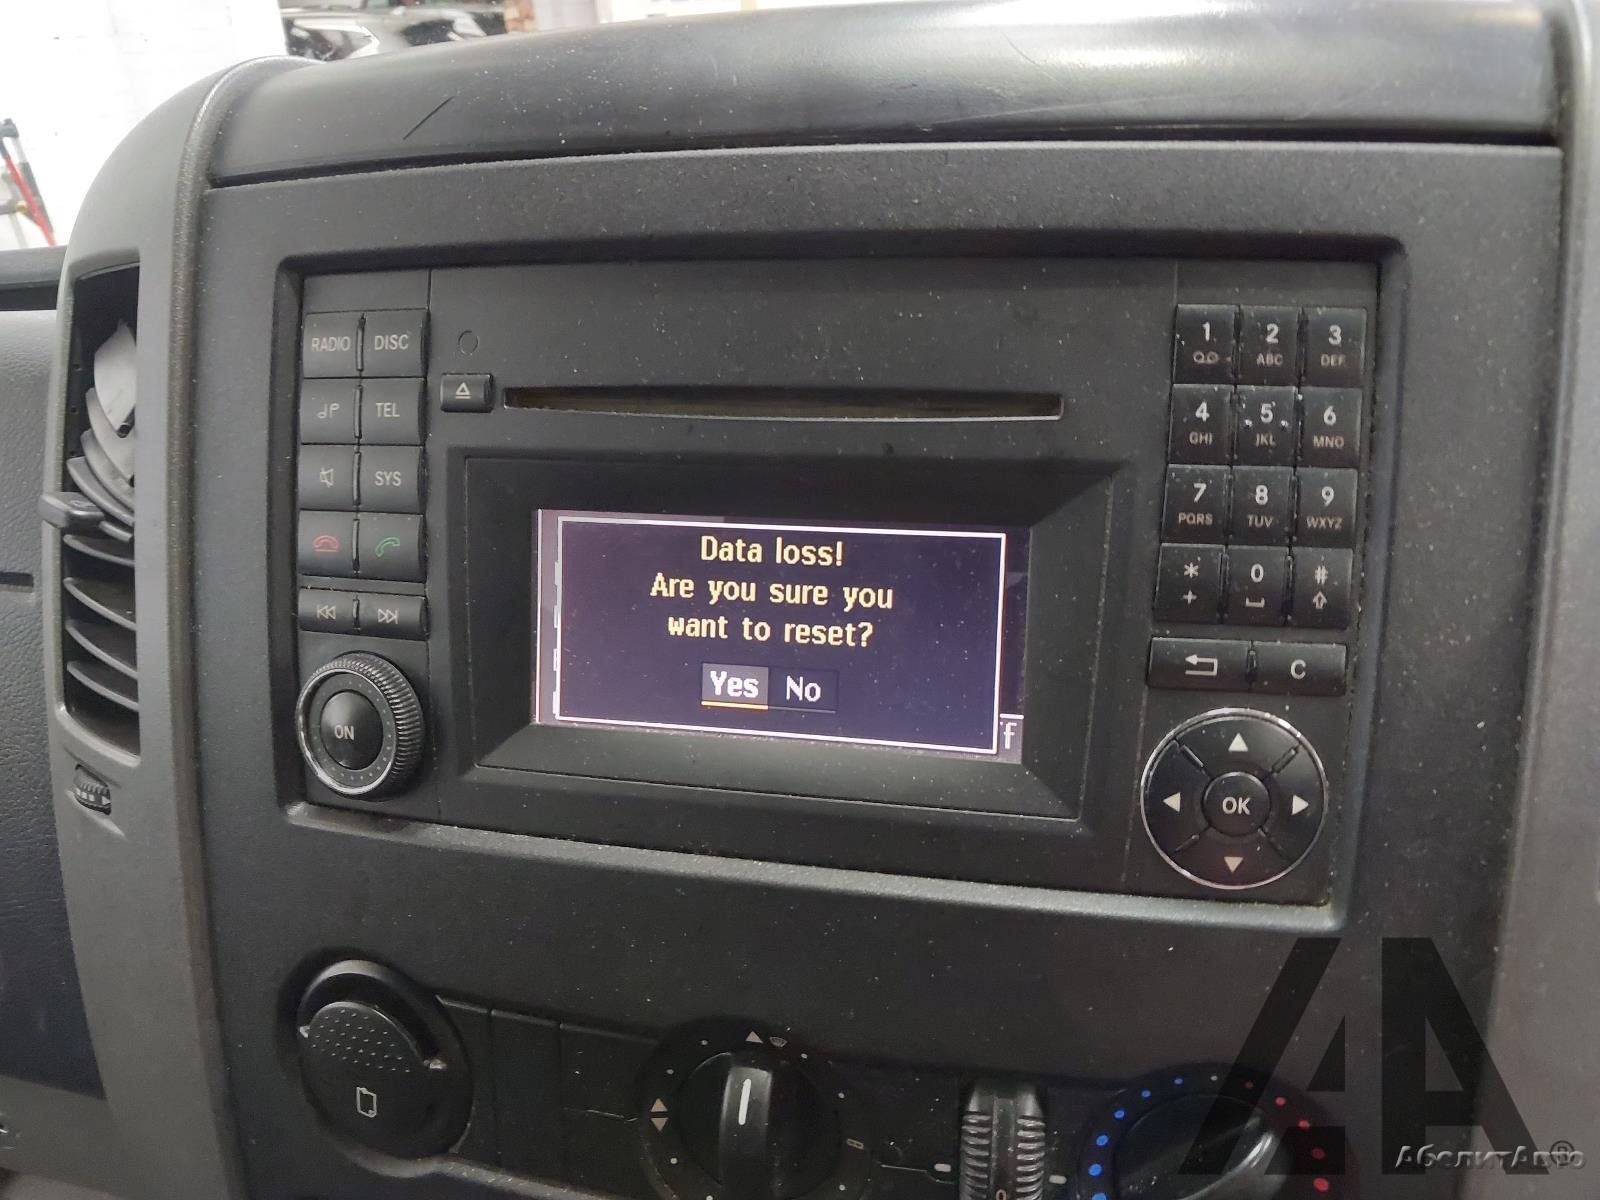 RADIO DISC
TEL
SYS
ON
Data loss!
Are you sure you
want to reset?
Yes No
f
1 2 3
ABC DEF
4 5 6
GHI JKL MNO
7 8 9
PQRS TUV WXYZ
* 0 #
+
C
OK
АбсолитАвто®